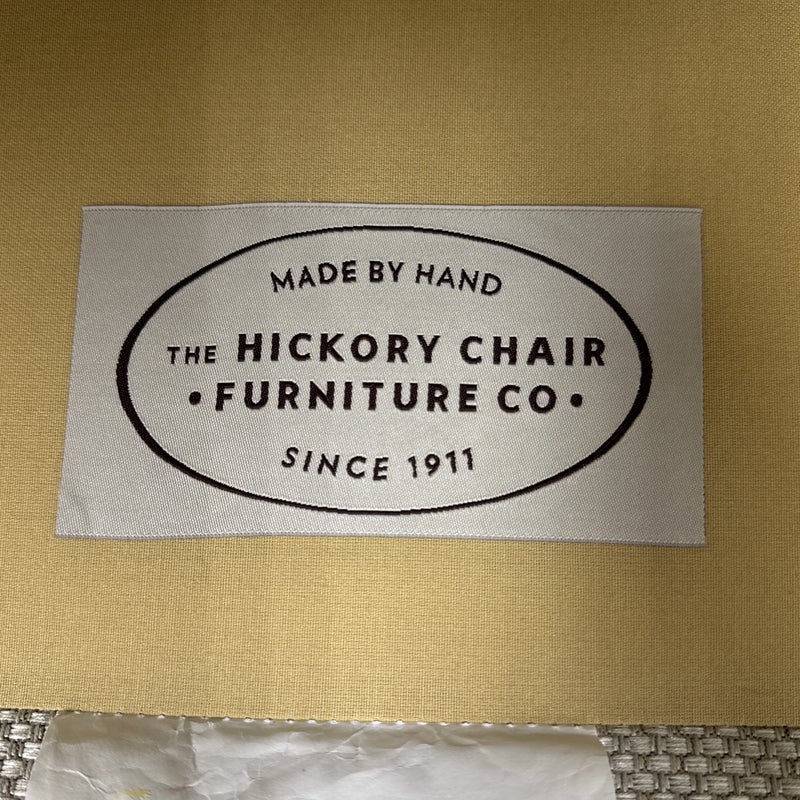 MADE BY HAND
THE HICKORY CHAIR
• FURNITURE CO •
SINCE 1911